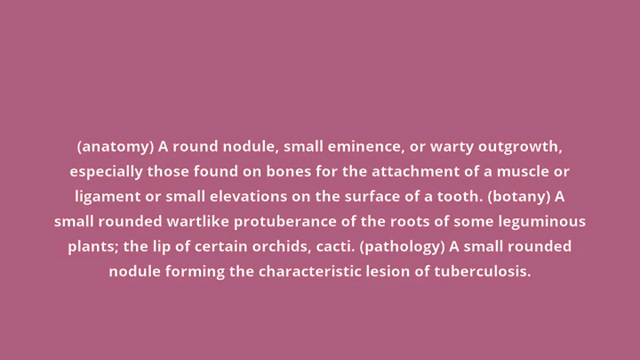 (anatomy) A round nodule, small eminence, or warty outgrowth,
especially those found on bones for the attachment of a muscle or
ligament or small elevations on the surface of a tooth. (botany) A
small rounded wartlike protuberance of the roots of some leguminous
plants; the lip of certain orchids, cacti. (pathology) A small rounded
nodule forming the characteristic lesion of tuberculosis.